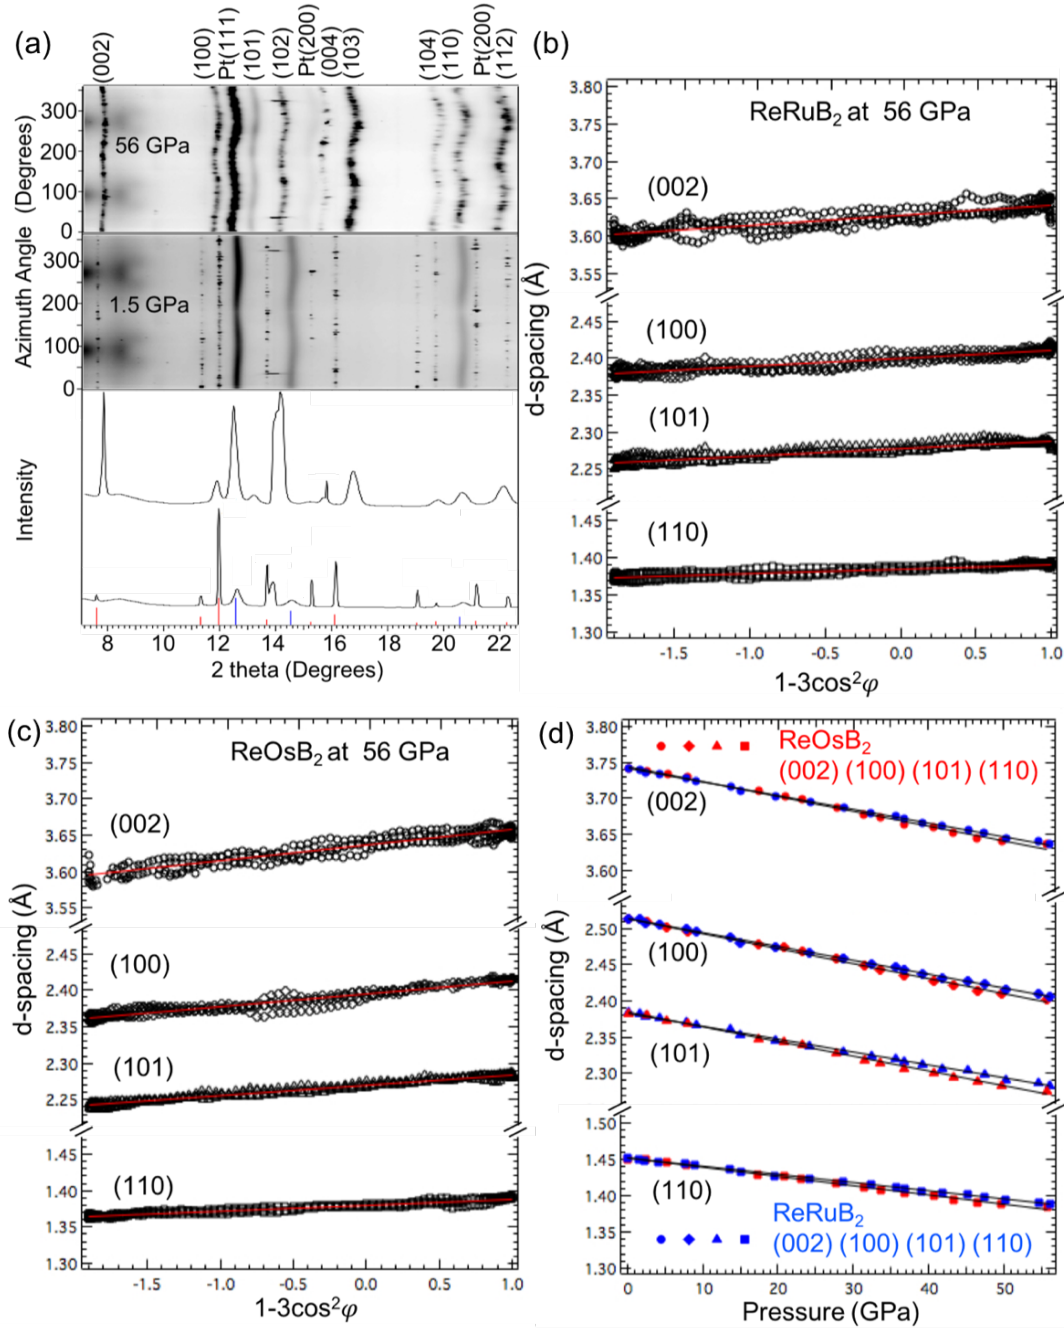 (a)
(002)
(100)
Pt(111)
(101)
(102)
Pt(200)
(004)
(103)
(104)
(110)
Pt(200)
(112)
Azimuth Angle (Degrees)
300
200
100
0
56 GPa
300
200
100
0
1.5 GPa
Intensity
8 10 12 14 16 18 20 22
2 theta (Degrees)
(b)
ReRuB₂ at 56 GPa
d-spacing (Å)
3.80
3.75
3.70
3.65
3.60
3.55
2.45
2.40
2.35
2.30
2.25
1.45
1.40
1.35
1.30
(002)
(100)
(101)
(110)
-1.5 -1.0 -0.5 0.0 0.5 1.0
1-3cos²φ
(c)
ReOsB₂ at 56 GPa
d-spacing (Å)
3.80
3.75
3.70
3.65
3.60
3.55
2.45
2.40
2.35
2.30
2.25
1.45
1.40
1.35
1.30
(002)
(100)
(101)
(110)
-1.5 -1.0 -0.5 0.0 0.5 1.0
1-3cos²φ
(d)
ReOsB₂
(002) (100) (101) (110)
d-spacing (Å)
3.80
3.75
3.70
3.65
3.60
2.50
2.45
2.40
2.35
2.30
1.50
1.45
1.40
1.35
1.30
(002)
(100)
(101)
(110)
ReRuB₂
(002) (100) (101) (110)
0 10 20 30 40 50
Pressure (GPa)